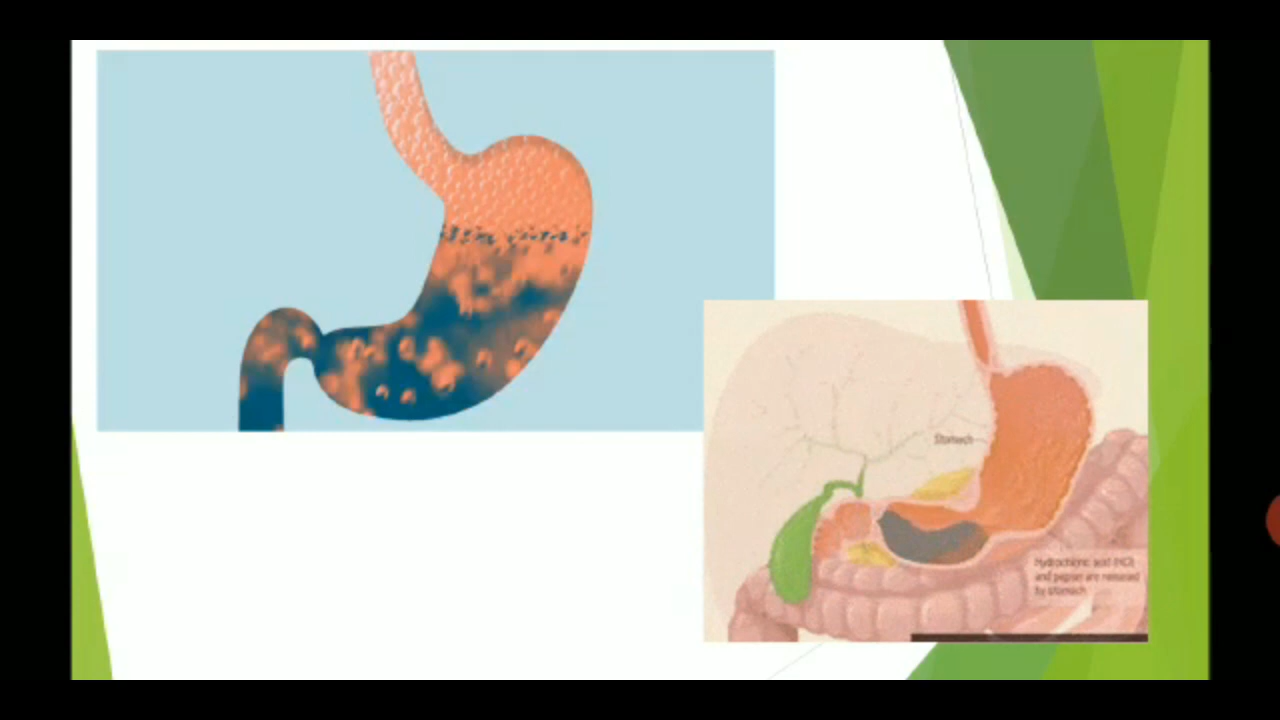 Stomach
Hydrochloric acid (HCl)
and pepsin are released
by stomach